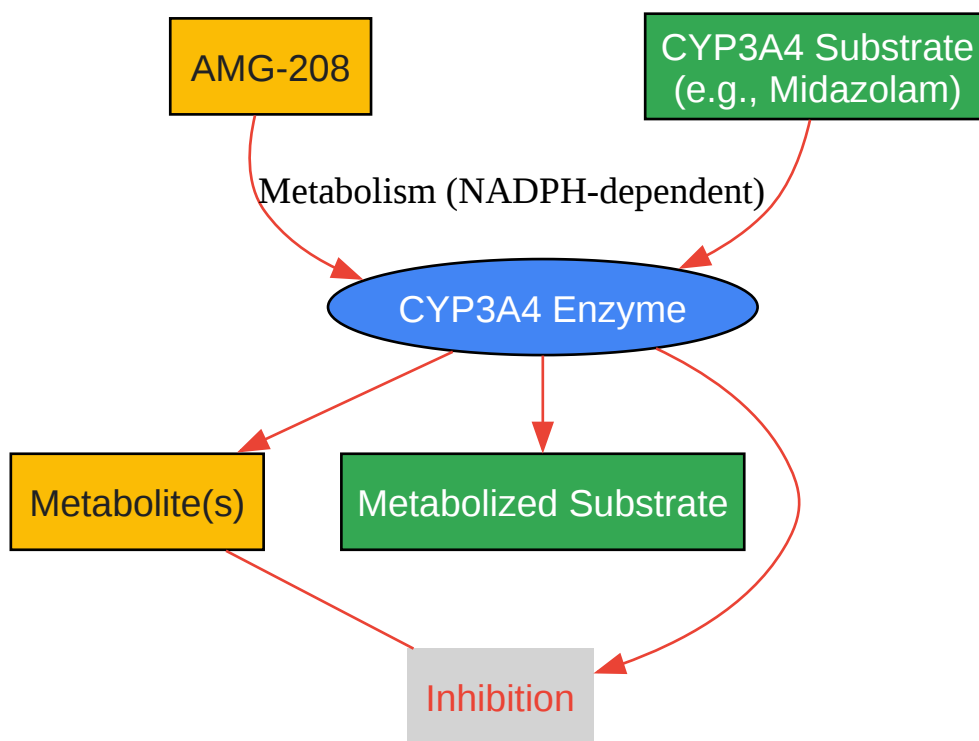 AMG-208
CYP3A4 Substrate
(e.g., Midazolam)
Metabolism (NADPH-dependent)
CYP3A4 Enzyme
Metabolite(s)
Metabolized Substrate
Inhibition